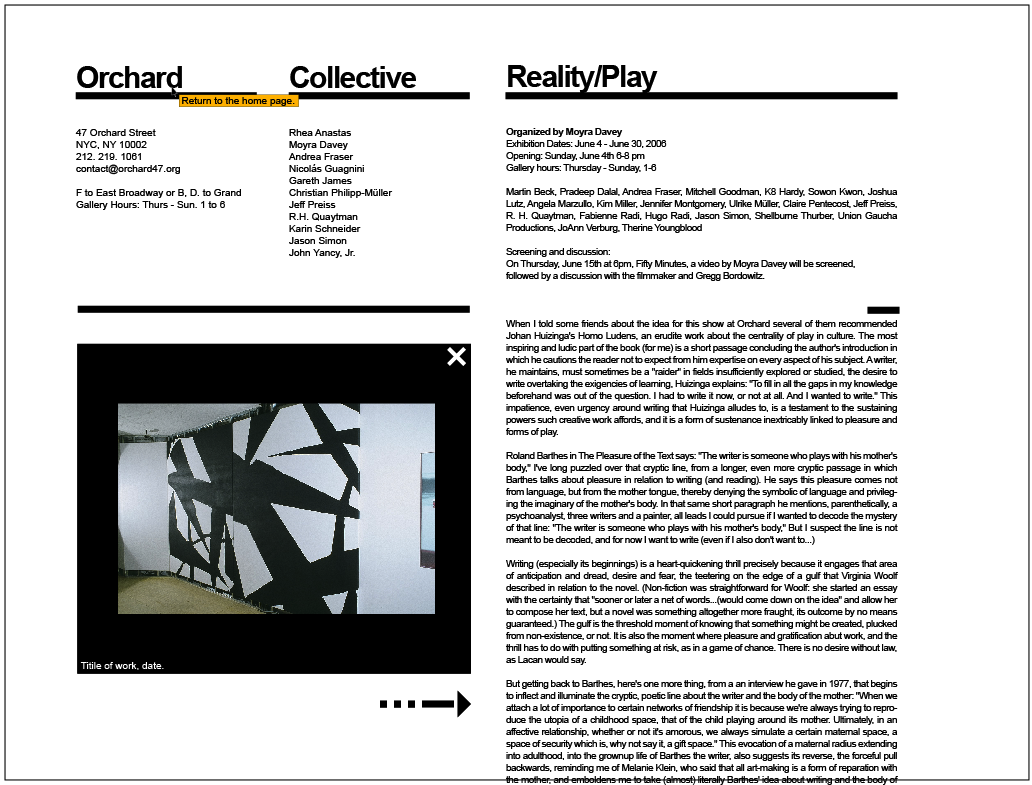 Orchard
Return to the home page.
47 Orchard Street
NYC, NY 10002
212. 219. 1061
contact@orchard47.org
F to East Broadway or B, D. to Grand
Gallery Hours: Thurs - Sun. 1 to 6
Collective
Rhea Anastas
Moyra Davey
Andrea Fraser
Nicolás Guagnini
Gareth James
Christian Philipp-Müller
Jeff Preiss
R.H. Quaytman
Karin Schneider
Jason Simon
John Yancy, Jr.
Titile of work, date.
Reality/Play
Organized by Moyra Davey
Exhibition Dates: June 4 - June 30, 2006
Opening: Sunday, June 4th 6-8 pm
Gallery hours: Thursday - Sunday, 1-6
Martin Beck, Pradeep Dalal, Andrea Fraser, Mitchell Goodman, K8 Hardy, Sowon Kwon, Joshua
Lutz, Angela Marzullo, Kim Miller, Jennifer Montgomery, Ulrike Müller, Claire Pentecost, Jeff Preiss,
R. H. Quaytman, Fabienne Radi, Hugo Radi, Jason Simon, Shellburne Thurber, Union Gaucha
Productions, JoAnn Verburg, Therine Youngblood
Screening and discussion:
On Thursday, June 15th at 6pm, Fifty Minutes, a video by Moyra Davey will be screened,
followed by a discussion with the filmmaker and Gregg Bordowitz.
When I told some friends about the idea for this show at Orchard several of them recommended
Johan Huizinga's Homo Ludens, an erudite work about the centrality of play in culture. The most
inspiring and ludic part of the book (for me) is a short passage concluding the author's introduction in
which he cautions the reader not to expect from him expertise on every aspect of his subject. A writer,
he maintains, must sometimes be a "raider" in fields insufficiently explored or studied, the desire to
write overtaking the exigencies of learning, Huizinga explains: "To fill in all the gaps in my knowledge
beforehand was out of the question. I had to write it now, or not at all. And I wanted to write." This
impatience, even urgency around writing that Huizinga alludes to, is a testament to the sustaining
powers such creative work affords, and it is a form of sustenance inextricably linked to pleasure and
forms of play.
Roland Barthes in The Pleasure of the Text says: "The writer is someone who plays with his mother's
body," I've long puzzled over that cryptic line, from a longer, even more cryptic passage in which
Barthes talks about pleasure in relation to writing (and reading). He says this pleasure comes not
from language, but from the mother tongue, thereby denying the symbolic of language and privileg-
ing the imaginary of the mother's body. In that same short paragraph he mentions, parenthetically, a
psychoanalyst, three writers and a painter, all leads I could pursue if I wanted to decode the mystery
of that line: "The writer is someone who plays with his mother's body," But I suspect the line is not
meant to be decoded, and for now I want to write (even if I also don't want to...)
Writing (especially its beginnings) is a heart-quickening thrill precisely because it engages that area
of anticipation and dread, desire and fear, the teetering on the edge of a gulf that Virginia Woolf
described in relation to the novel. (Non-fiction was straightforward for Woolf: she started an essay
with the certainty that "sooner or later a net of words...(would come down on the idea" and allow her
to compose her text, but a novel was something altogether more fraught, its outcome by no means
guaranteed.) The gulf is the threshold moment of knowing that something might be created, plucked
from non-existence, or not. It is also the moment where pleasure and gratification abut work, and the
thrill has to do with putting something at risk, as in a game of chance. There is no desire without law,
as Lacan would say.
But getting back to Barthes, here's one more thing, from a an interview he gave in 1977, that begins
to inflect and illuminate the cryptic, poetic line about the writer and the body of the mother: "When we
attach a lot of importance to certain networks of friendship it is because we're always trying to repro-
duce the utopia of a childhood space, that of the child playing around its mother. Ultimately, in an
affective relationship, whether or not it's amorous, we always simulate a certain maternal space, a
space of security which is, why not say it, a gift space." This evocation of a maternal radius extending
into adulthood, into the grownup life of Barthes the writer, also suggests its reverse, the forceful pull
backwards, reminding me of Melanie Klein, who said that all art-making is a form of reparation with
the mother, and emboldens me to take (almost) literally Barthes' idea about writing and the body of